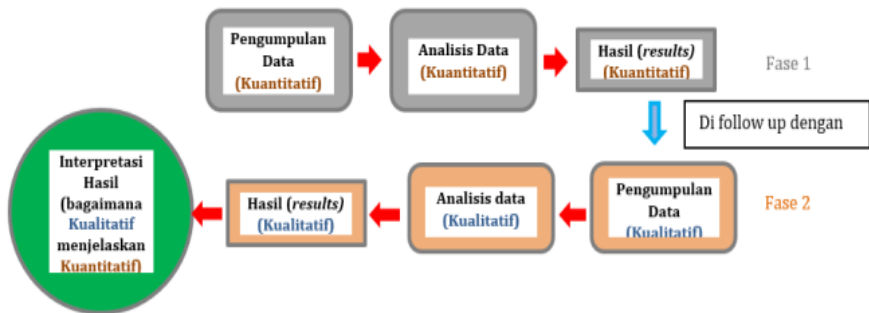 Pengumpulan
Data
(Kuantitatif)
Analisis Data
(Kuantitatif)
Hasil (results)
(Kuantitatif)
Fase 1
Di follow up dengan
Pengumpulan
Data
(Kualitatif)
Fase 2
Analisis data
(Kualitatif)
Hasil (results)
(Kualitatif)
Interpretasi
Hasil
(bagaimana
Kualitatif
menjelaskan
Kuantitatif)